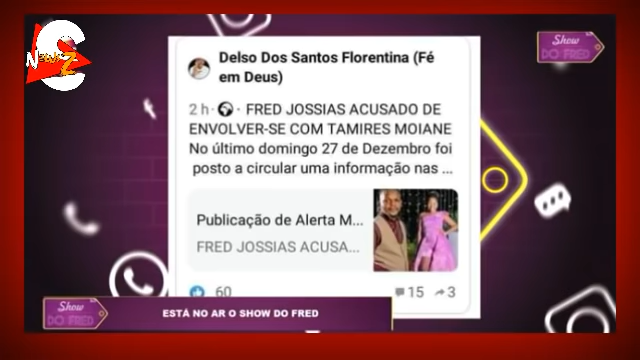 NewsZ
Show
DO FRED
Delso Dos Santos Florentina (Fé
em Deus)
2 h · FRED JOSSIAS ACUSADO DE
ENVOLVER-SE COM TAMIRES MOIANE
No último domingo 27 de Dezembro foi
posto a circular uma informação nas ...
Publicação de Alerta M...
FRED JOSSIAS ACUSA...
60
15
3
Show
DO FRED
ESTÁ NO AR O SHOW DO FRED